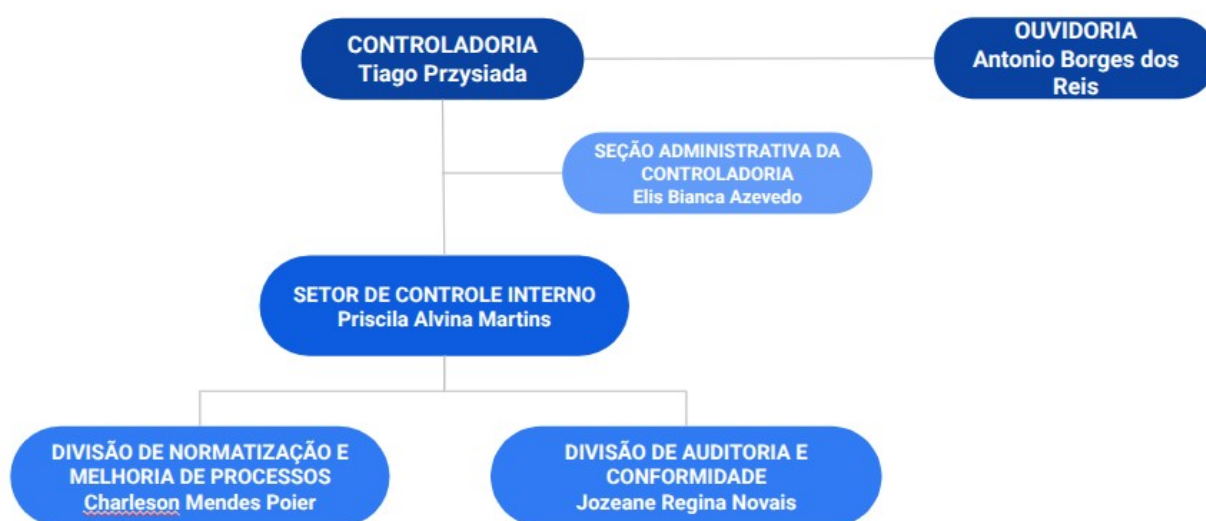 CONTROLADORIA
Tiago Przysiada
OUVIDORIA
Antonio Borges dos
Reis
SEÇÃO ADMINISTRATIVA DA
CONTROLADORIA
Elis Bianca Azevedo
SETOR DE CONTROLE INTERNO
Priscila Alvina Martins
DIVISÃO DE NORMATIZAÇÃO E
MELHORIA DE PROCESSOS
Charleson Mendes Poier
DIVISÃO DE AUDITORIA E
CONFORMIDADE
Jozeane Regina Novais